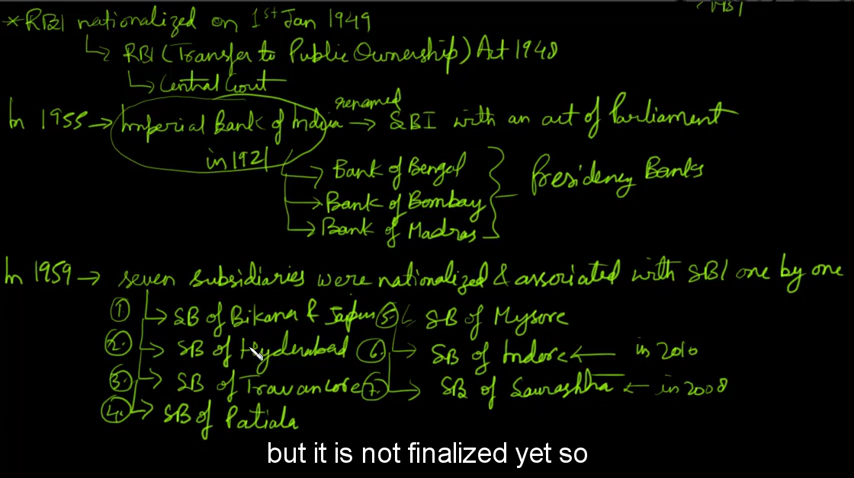 *RBI nationalized on 1st Jan 1949
RBI (Transfer to Public Ownership) Act 1948
Central Govt
In 1955 → Imperial Bank of India renamed → SBI with an act of Parliament
in 1921
Bank of Bengal
Bank of Bombay
Bank of Madras
Presidency Banks
In 1959 → seven subsidiaries were nationalized & associated with SBI one by one
① SB of Bikaner & Jaipur ⑤ SB of Mysore
② SB of Hyderabad ⑥ SB of Indore ← in 2010
③ SB of Travancore ⑦ SB of Saurashtra ← in 2008
④ SB of Patiala
but it is not finalized yet so